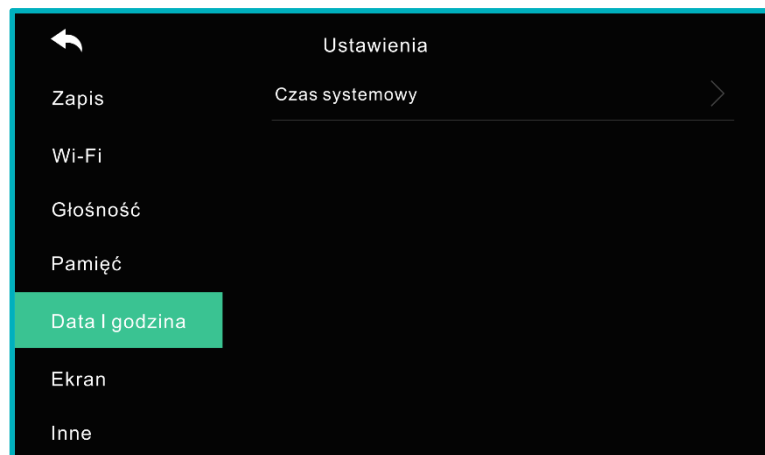 Ustawienia
Zapis
Czas systemowy
Wi-Fi
Głośność
Pamięć
Data I godzina
Ekran
Inne